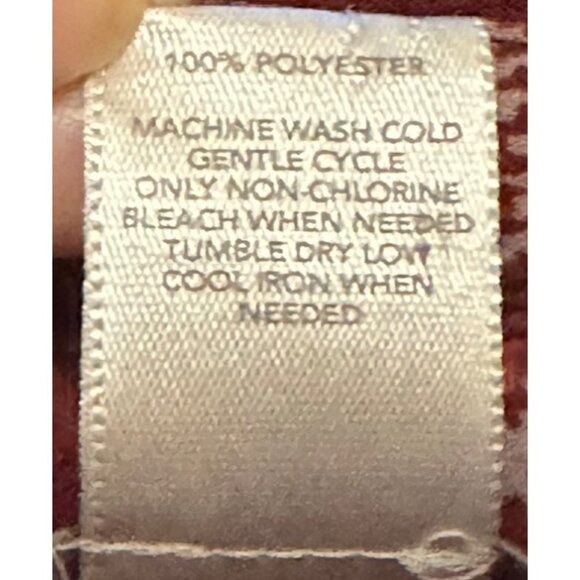 100% POLYESTER
MACHINE WASH COLD
GENTLE CYCLE
ONLY NON-CHLORINE
BLEACH WHEN NEEDED
TUMBLE DRY LOW
COOL IRON WHEN
NEEDED